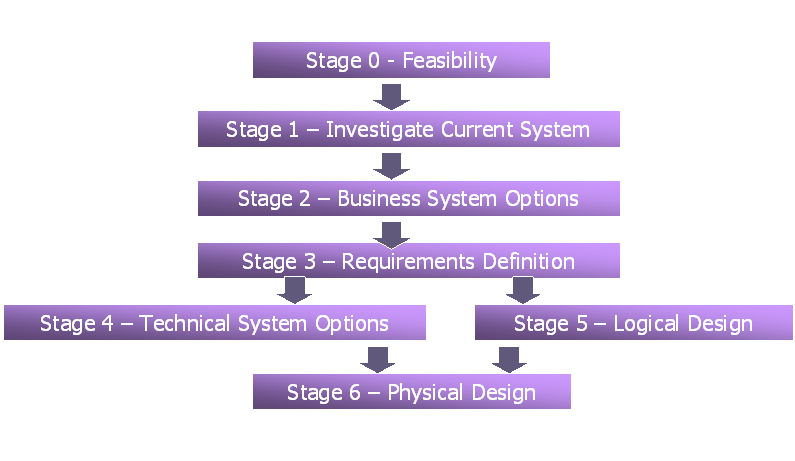 Stage 0 - Feasibility
Stage 1 – Investigate Current System
Stage 2 – Business System Options
Stage 3 – Requirements Definition
Stage 4 – Technical System Options
Stage 5 – Logical Design
Stage 6 – Physical Design